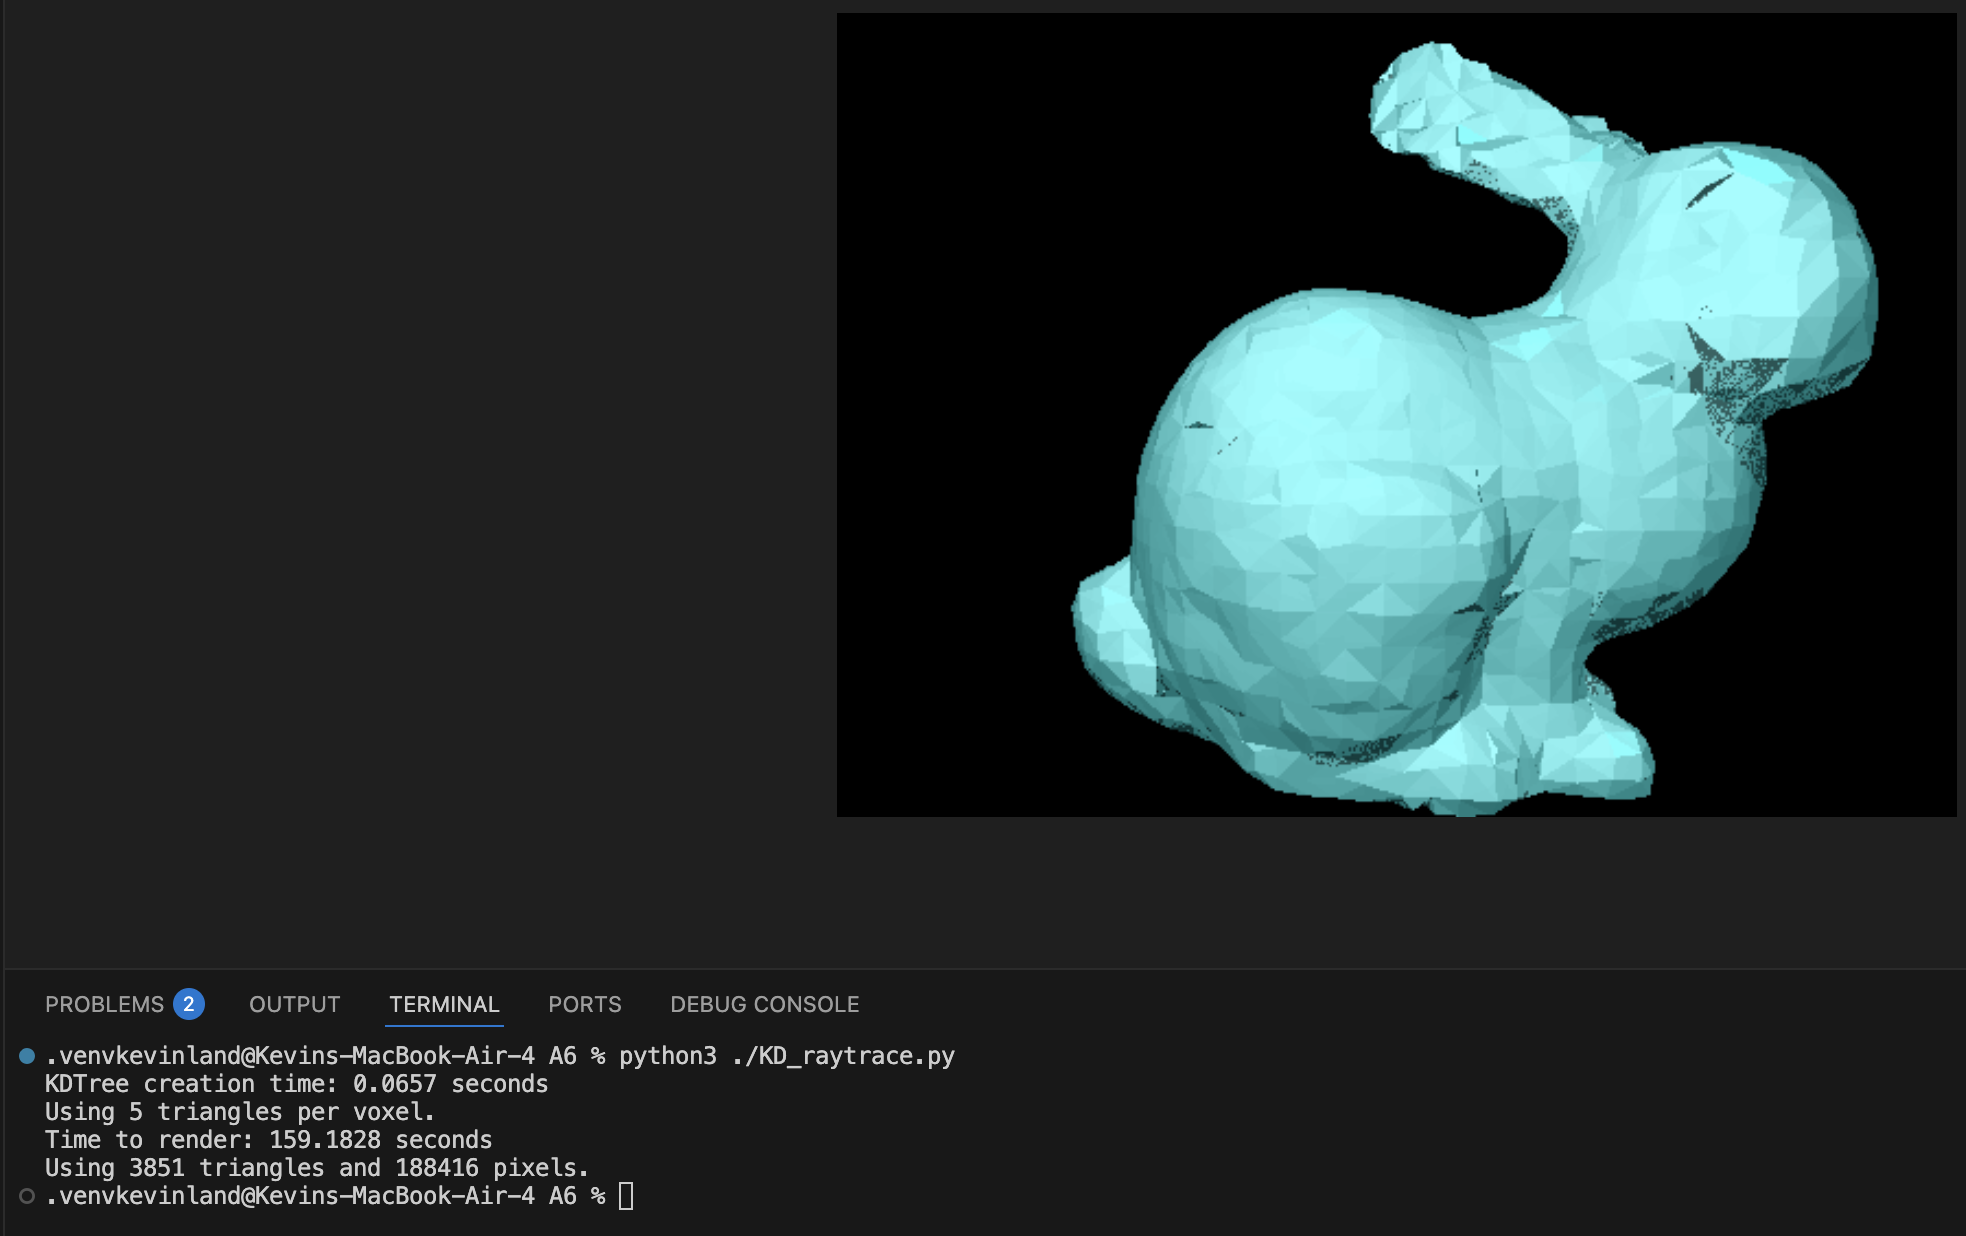 PROBLEMS 2 OUTPUT TERMINAL PORTS DEBUG CONSOLE
.venvkevinland@Kevins-MacBook-Air-4 A6 % python3 ./KD_raytrace.py
KDTree creation time: 0.0657 seconds
Using 5 triangles per voxel.
Time to render: 159.1828 seconds
Using 3851 triangles and 188416 pixels.
.venvkevinland@Kevins-MacBook-Air-4 A6 %